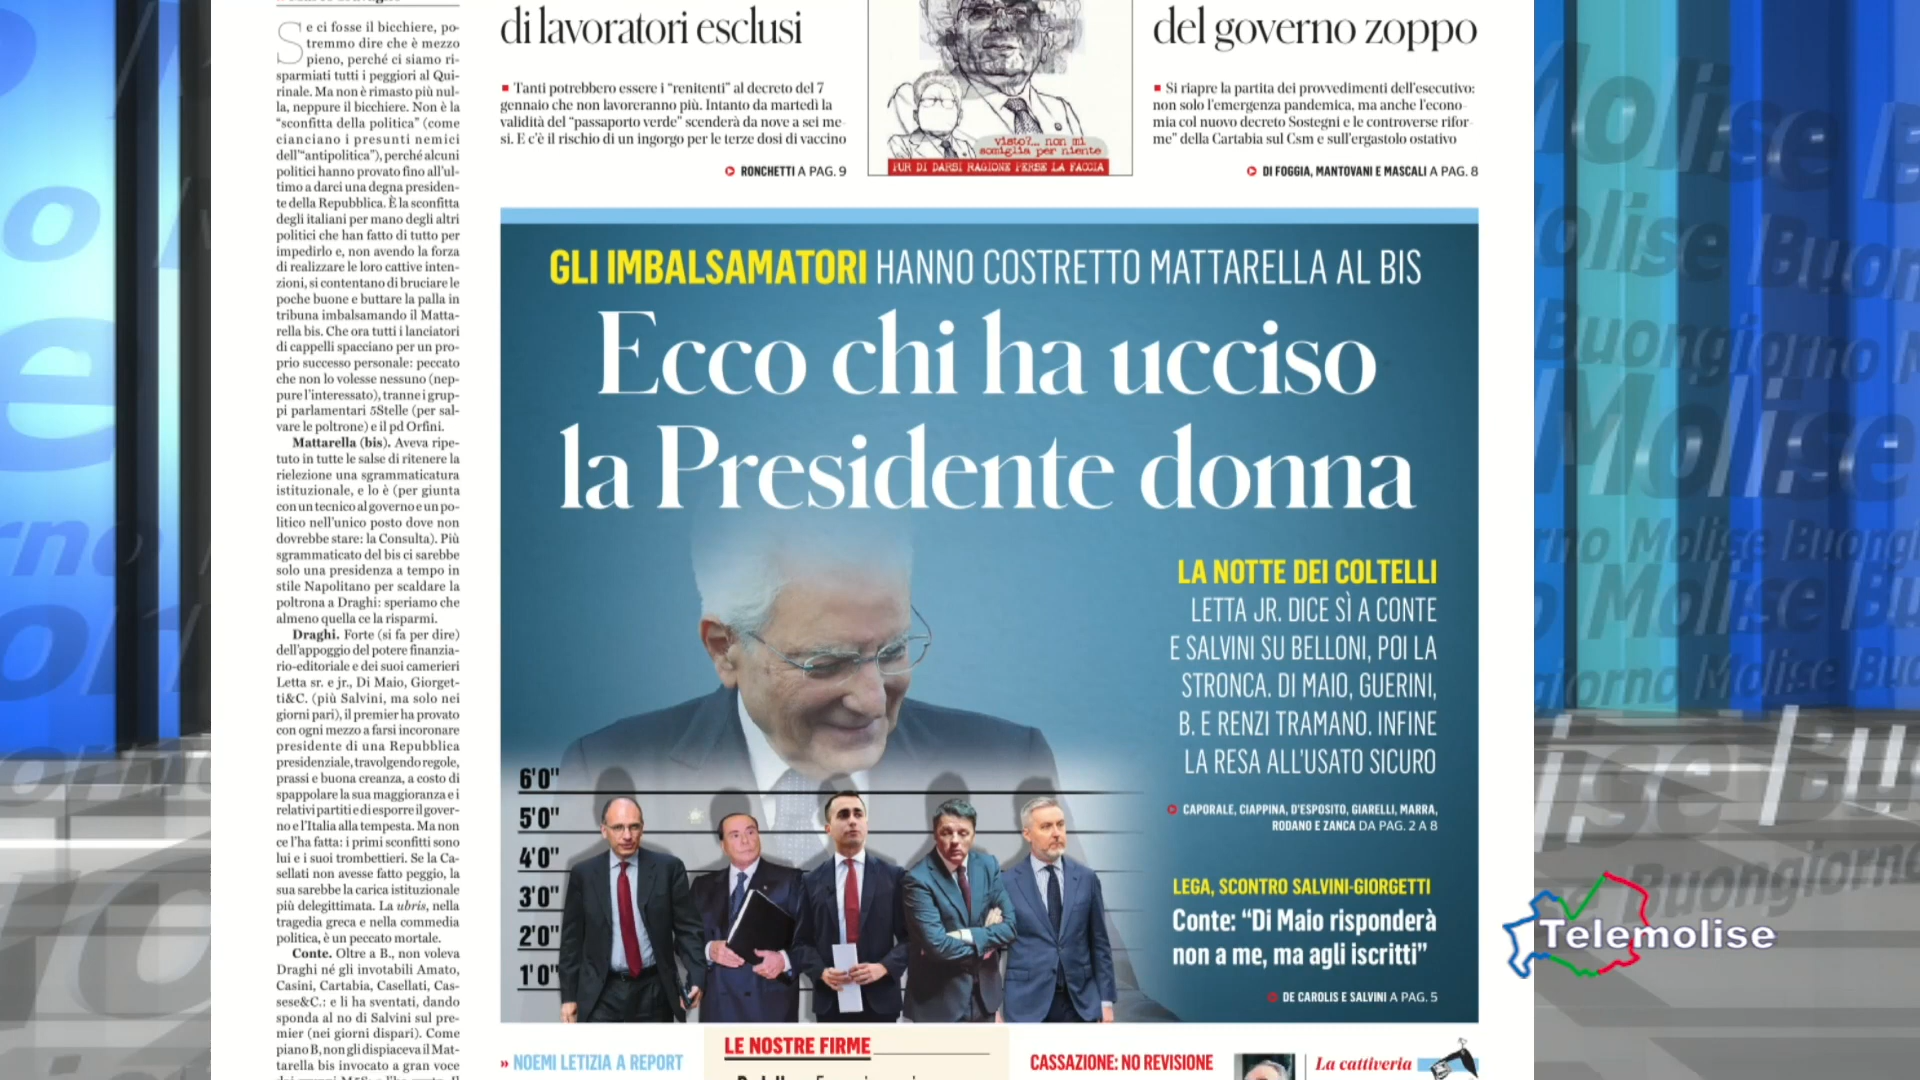 Se ci fosse il bicchiere, po-
tremmo dire che è mezzo
pieno, perché ci siamo ri-
sparmiati tutti i peggiori al Qui-
rinale. Ma non è rimasto più nul-
la, neppure il bicchiere. Non è la
“sconfitta della politica” (come
cianciano i presunti nemici
dell’“antipolitica”), perché alcuni
politici hanno provato fino all’ul-
timo a darci una degna presiden-
te della Repubblica. È la sconfitta
degli italiani per mano degli altri
politici che han fatto di tutto per
impedirlo e, non avendo la forza
di realizzare le loro cattive inten-
zioni, si contentano di bruciare le
poche buone e buttare la palla in
tribuna imbalsamando il Matta-
rella bis. Che ora tutti i lanciatori
di cappelli spacciano per un pro-
prio successo personale: peccato
che non lo volesse nessuno (nep-
pure l’interessato), tranne i grup-
pi parlamentari 5Stelle (per sal-
vare le poltrone) e il pd Orfini.
Mattarella (bis). Aveva ripe-
tuto in tutte le salse di ritenere la
rielezione una sgrammaticatura
istituzionale, e lo è (per giunta
con un tecnico al governo e un po-
litico nell’unico posto dove non
dovrebbe stare: la Consulta). Più
sgrammaticato del bis ci sarebbe
solo una presidenza a tempo in
stile Napolitano per scaldare la
poltrona a Draghi: speriamo che
almeno quella ce la risparmi.
Draghi. Forte (si fa per dire)
dell’appoggio del potere finanzia-
rio-editoriale e dei suoi camerieri
Letta sr. e jr., Di Maio, Giorget-
ti&C. (più Salvini, ma solo nei
giorni pari), il premier ha provato
con ogni mezzo a farsi incoronare
presidente di una Repubblica
presidenziale, travolgendo regole,
prassi e buona creanza, a costo di
spappolare la sua maggioranza e i
relativi partiti e di esporre il gover-
no e l’Italia alla tempesta. Ma non
ce l’ha fatta: i primi sconfitti sono
lui e i suoi trombettieri. Se la Ca-
sellati non avesse fatto peggio, la
sua sarebbe la carica istituzionale
più delegittimata. La ubris, nella
tragedia greca e nella commedia
politica, è un peccato mortale.
Conte. Oltre a B., non voleva
Draghi né gli invotabili Amato,
Casini, Cartabia, Casellati, Cas-
sese&C.: e li ha sventati, dando
sponda al no di Salvini sul pre-
mier (nei giorni dispari). Come
piano B, non gli dispiaceva il Mat-
tarella bis invocato a gran voce
di lavoratori esclusi
Tanti potrebbero essere i “renitenti” al decreto del 7
gennaio che non lavoreranno più. Intanto da martedì la
validità del “passaporto verde” scenderà da nove a sei me-
si. E c’è il rischio di un ingorgo per le terze dosi di vaccino
RONCHETTI A PAG. 9
visto?... non mi
somiglia per niente
PUR DI DARSI RAGIONE PERSE LA FACCIA
del governo zoppo
Si riapre la partita dei provvedimenti dell’esecutivo:
non solo l’emergenza pandemica, ma anche l’econo-
mia col nuovo decreto Sostegni e le controverse rifor-
me” della Cartabia sul Csm e sull’ergastolo ostativo
DI FOGGIA, MANTOVANI E MASCALI A PAG. 8
GLI IMBALSAMATORI HANNO COSTRETTO MATTARELLA AL BIS
Ecco chi ha ucciso
la Presidente donna
LA NOTTE DEI COLTELLI
LETTA JR. DICE SÌ A CONTE
E SALVINI SU BELLONI, POI LA
STRONCA. DI MAIO, GUERINI,
B. E RENZI TRAMANO. INFINE
LA RESA ALL’USATO SICURO
CAPORALE, CIAPPINA, D’ESPOSITO, GIARELLI, MARRA,
RODANO E ZANCA DA PAG. 2 A 8
LEGA, SCONTRO SALVINI-GIORGETTI
Conte: “Di Maio risponderà
non a me, ma agli iscritti”
DE CAROLIS E SALVINI A PAG. 5
6'0"
5'0"
4'0"
3'0"
2'0"
1'0"
» NOEMI LETIZIA A REPORT
LE NOSTRE FIRME
CASSAZIONE: NO REVISIONE
La cattiveria
Telemolise
Buongiorno Molise